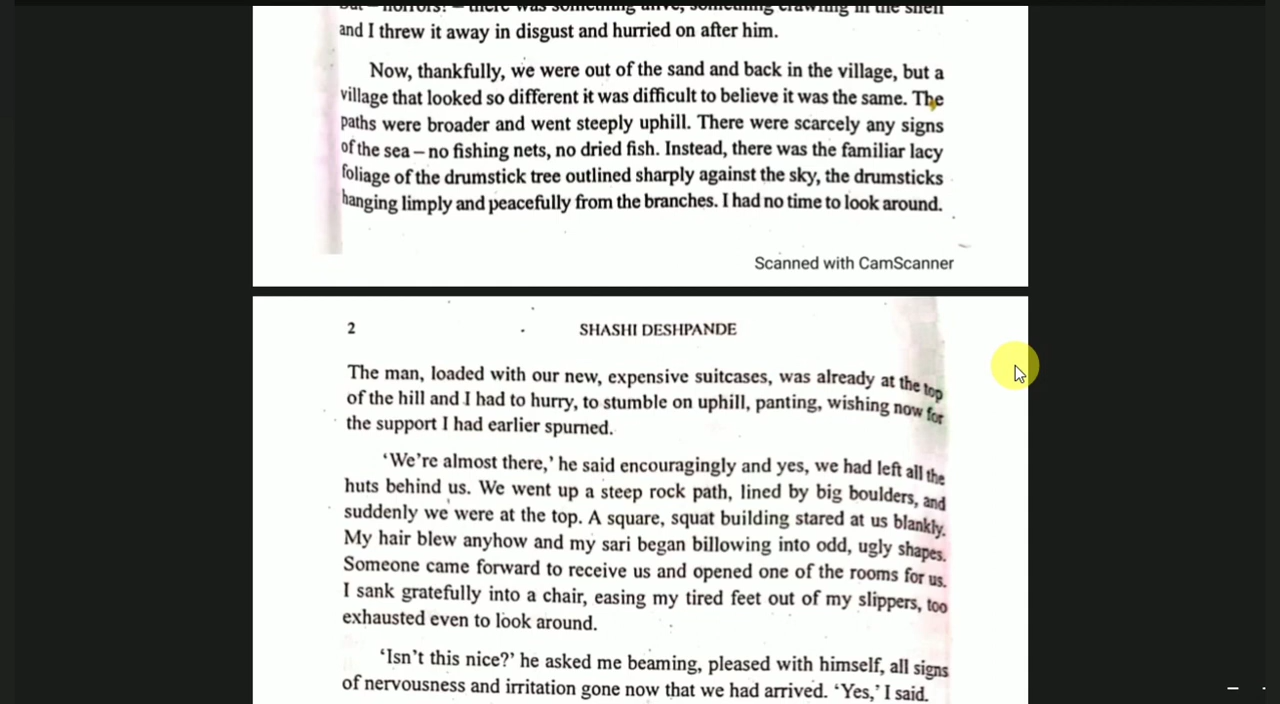 but – horrors! – there was something alive, something crawling in the shell
and I threw it away in disgust and hurried on after him.
Now, thankfully, we were out of the sand and back in the village, but a
village that looked so different it was difficult to believe it was the same. The
paths were broader and went steeply uphill. There were scarcely any signs
of the sea – no fishing nets, no dried fish. Instead, there was the familiar lacy
foliage of the drumstick tree outlined sharply against the sky, the drumsticks
hanging limply and peacefully from the branches. I had no time to look around.
Scanned with CamScanner
2 SHASHI DESHPANDE
The man, loaded with our new, expensive suitcases, was already at the top
of the hill and I had to hurry, to stumble on uphill, panting, wishing now for
the support I had earlier spurned.
‘We’re almost there,’ he said encouragingly and yes, we had left all the
huts behind us. We went up a steep rock path, lined by big boulders, and
suddenly we were at the top. A square, squat building stared at us blankly.
My hair blew anyhow and my sari began billowing into odd, ugly shapes.
Someone came forward to receive us and opened one of the rooms for us.
I sank gratefully into a chair, easing my tired feet out of my slippers, too
exhausted even to look around.
‘Isn’t this nice?’ he asked me beaming, pleased with himself, all signs
of nervousness and irritation gone now that we had arrived. ‘Yes,’ I said.